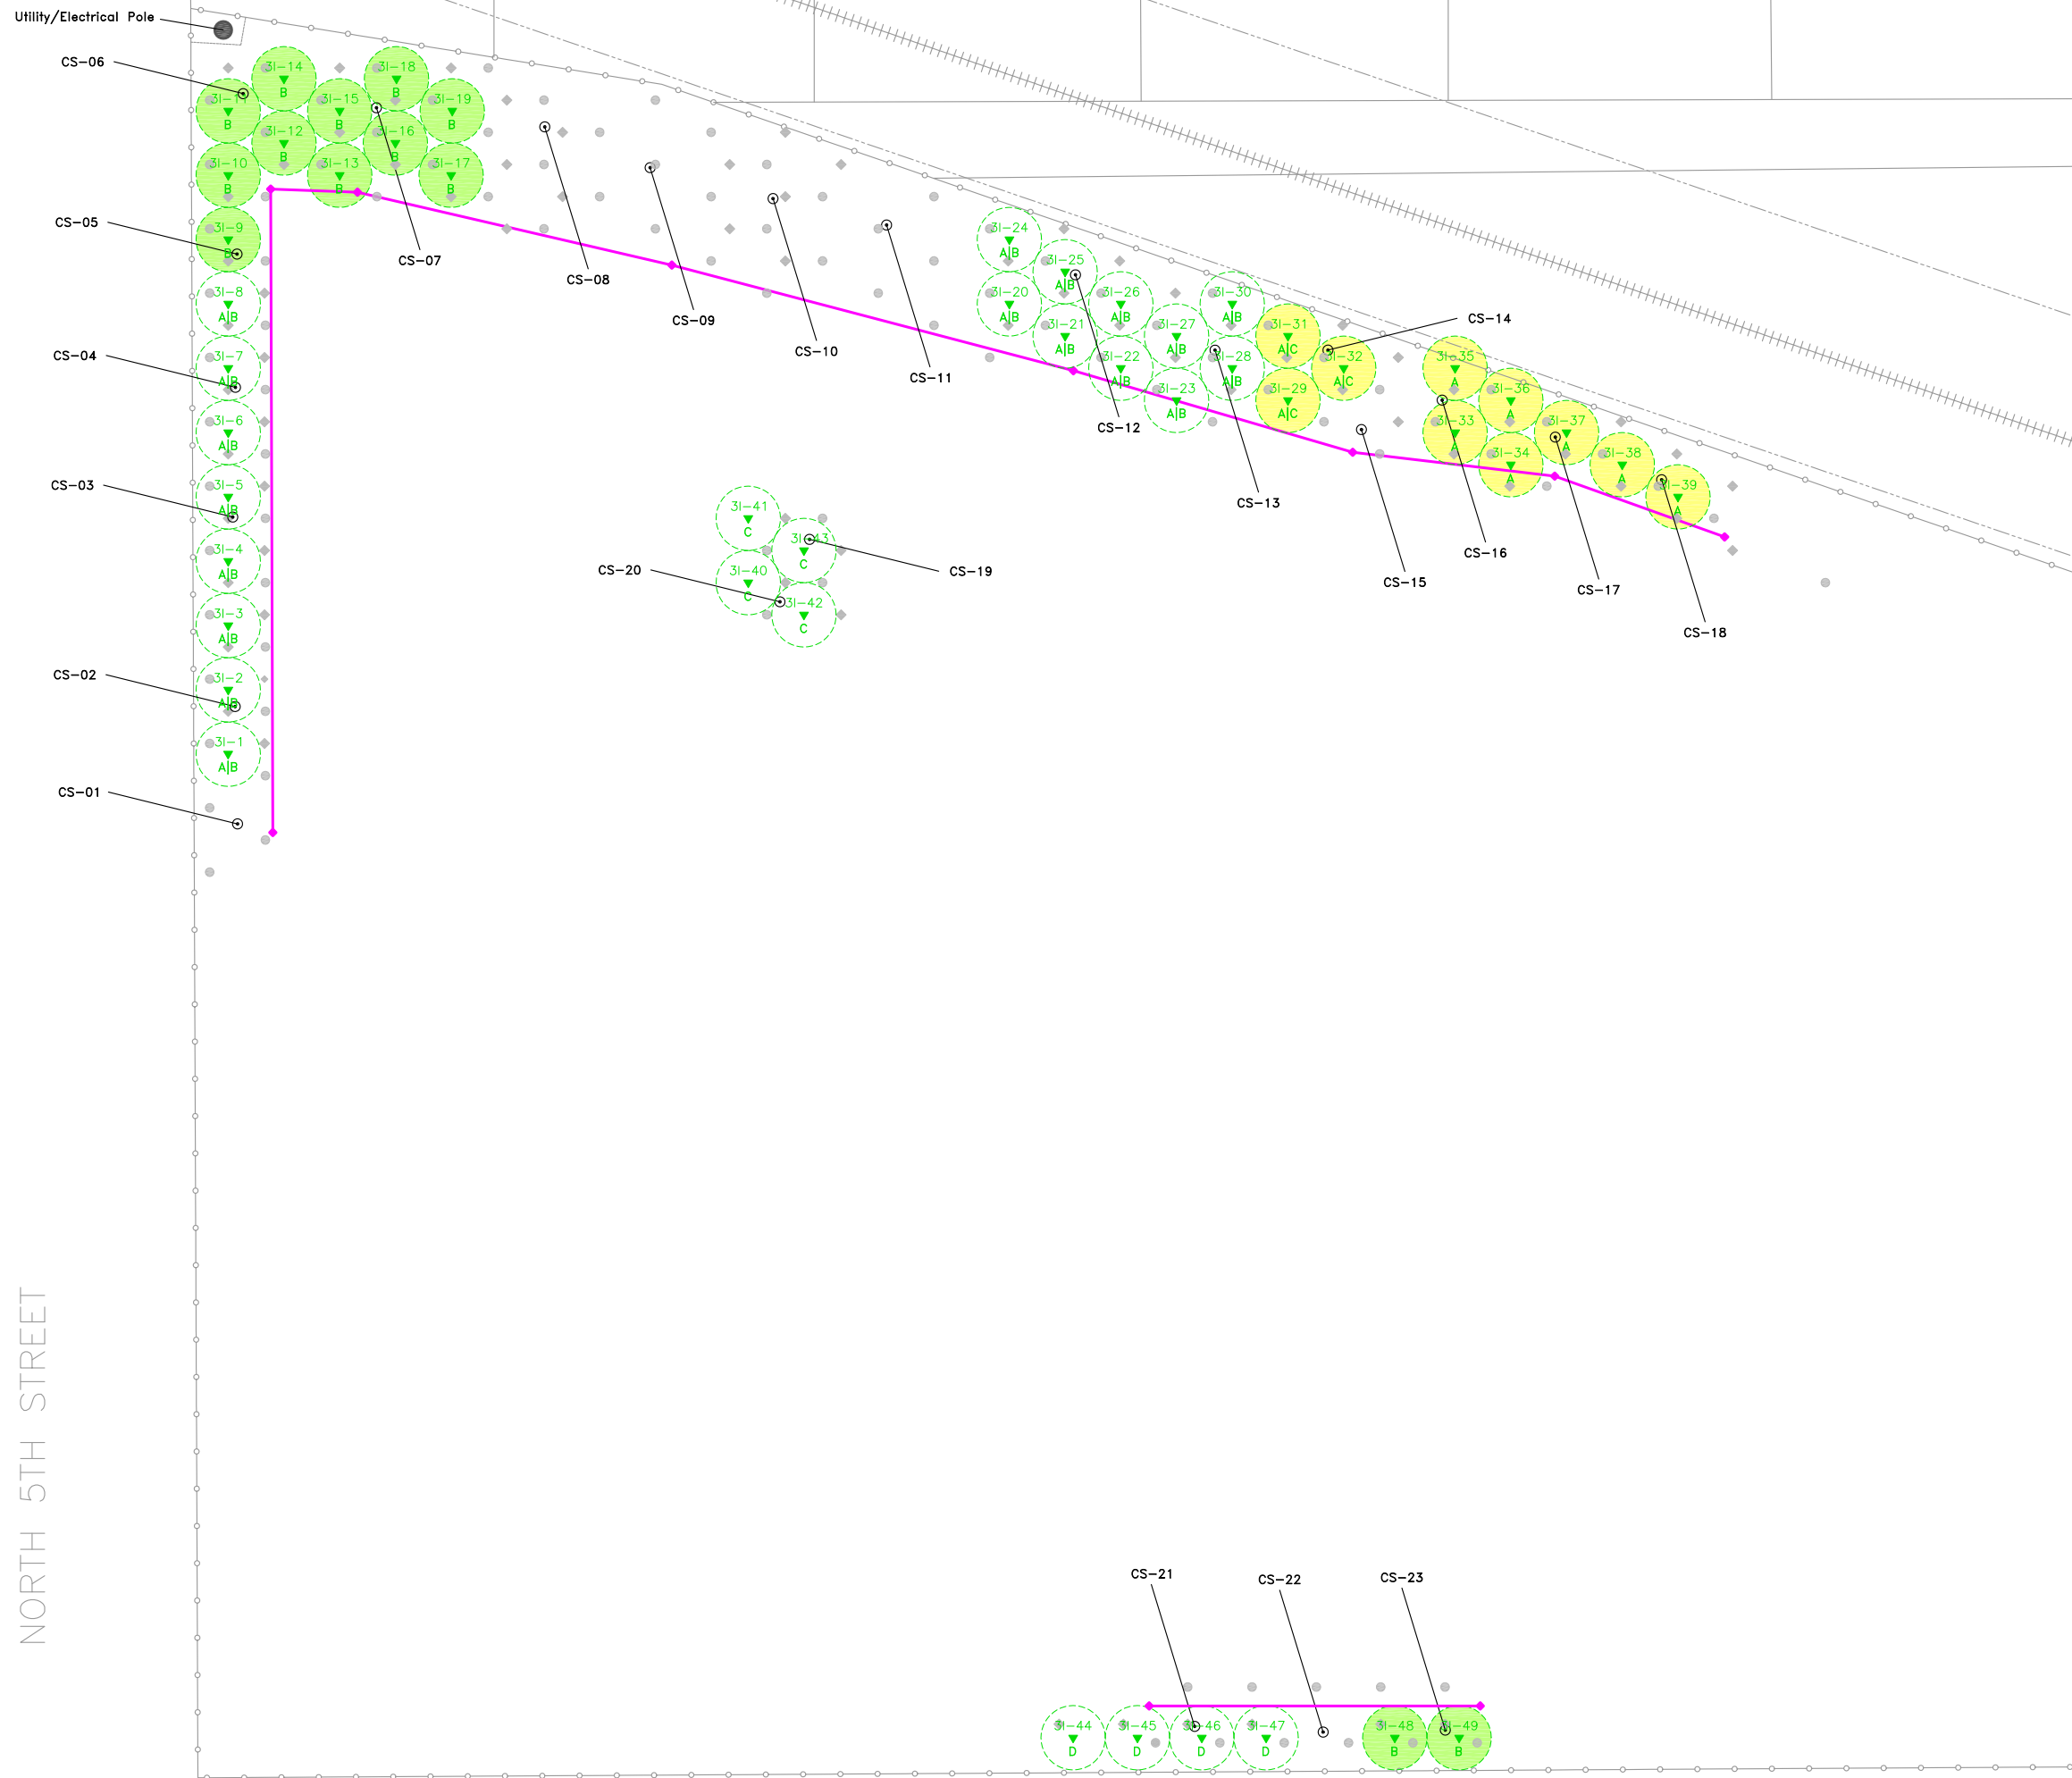 Utility/Electrical Pole
CS-06
3I-14
B
3I-18
B
3I-11
B
3I-15
B
3I-19
B
3I-12
B
3I-16
B
3I-10
B
3I-13
B
3I-17
B
CS-05
3I-9
B
CS-07
CS-08
CS-09
CS-10
CS-11
3I-24
A|B
3I-25
A|B
3I-8
A|B
3I-20
A|B
3I-26
A|B
3I-30
A|B
3I-21
A|B
3I-27
A|B
3I-31
A|C
CS-14
CS-04
3I-7
A|B
3I-22
A|B
3I-28
A|B
3I-32
A|C
3I-35
A
3I-23
A|B
3I-29
A|C
3I-36
A
CS-12
3I-6
A|B
3I-33
A
3I-37
A
3I-34
A
3I-38
A
CS-03
3I-5
A|B
3I-39
A
CS-13
3I-41
C
3I-43
C
3I-4
A|B
CS-16
CS-20
CS-19
3I-40
C
CS-15
CS-17
3I-42
C
3I-3
A|B
CS-18
CS-02
3I-2
A|B
3I-1
A|B
CS-01
NORTH 5TH STREET
CS-21
CS-22
CS-23
3I-44
D
3I-45
D
3I-46
D
3I-47
D
3I-48
B
3I-49
B